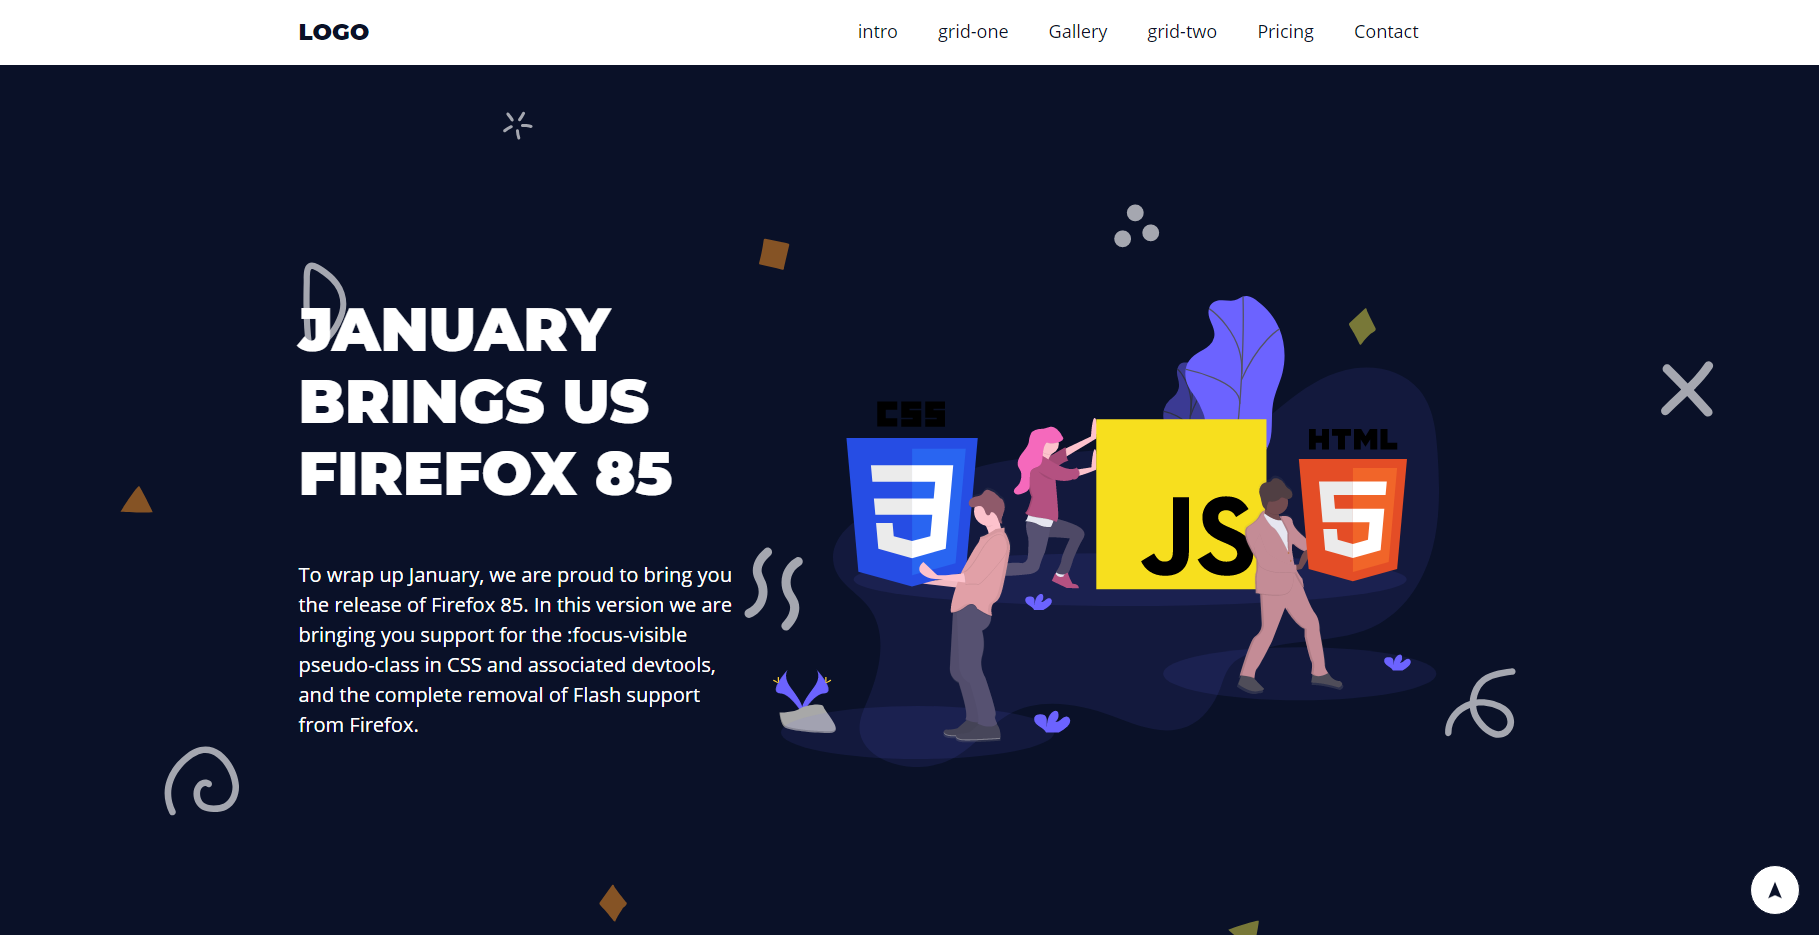 LOGO
intro
grid-one
Gallery
grid-two
Pricing
Contact
JANUARY
BRINGS US
FIREFOX 85
To wrap up January, we are proud to bring you
the release of Firefox 85. In this version we are
bringing you support for the :focus-visible
pseudo-class in CSS and associated devtools,
and the complete removal of Flash support
from Firefox.
CSS
3
JS
HTML
5